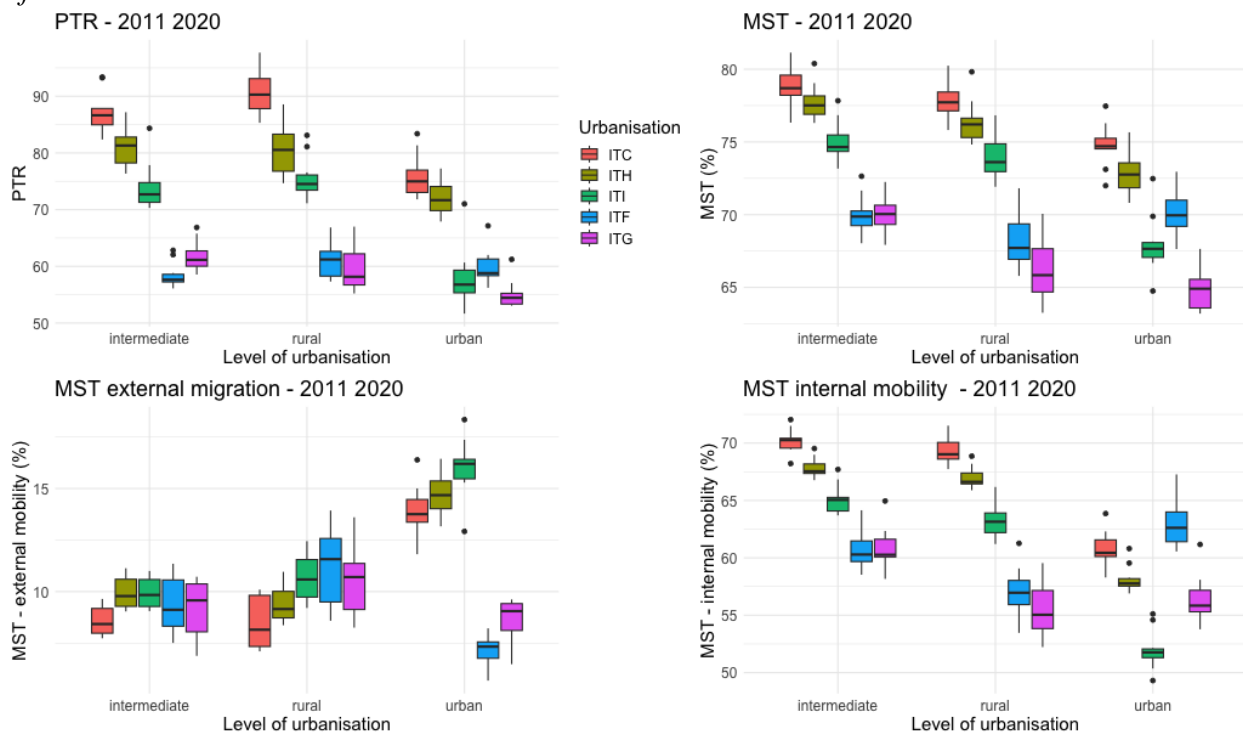 PTR - 2011 2020
90
80
70
60
50
PTR
intermediate rural urban
Level of urbanisation
Urbanisation
ITC
ITH
ITI
ITF
ITG
MST - 2011 2020
80
75
70
65
MST (%)
intermediate rural urban
Level of urbanisation
MST external migration - 2011 2020
15
10
MST - external mobility (%)
intermediate rural urban
Level of urbanisation
MST internal mobility - 2011 2020
70
65
60
55
50
MST - internal mobility (%)
intermediate rural urban
Level of urbanisation